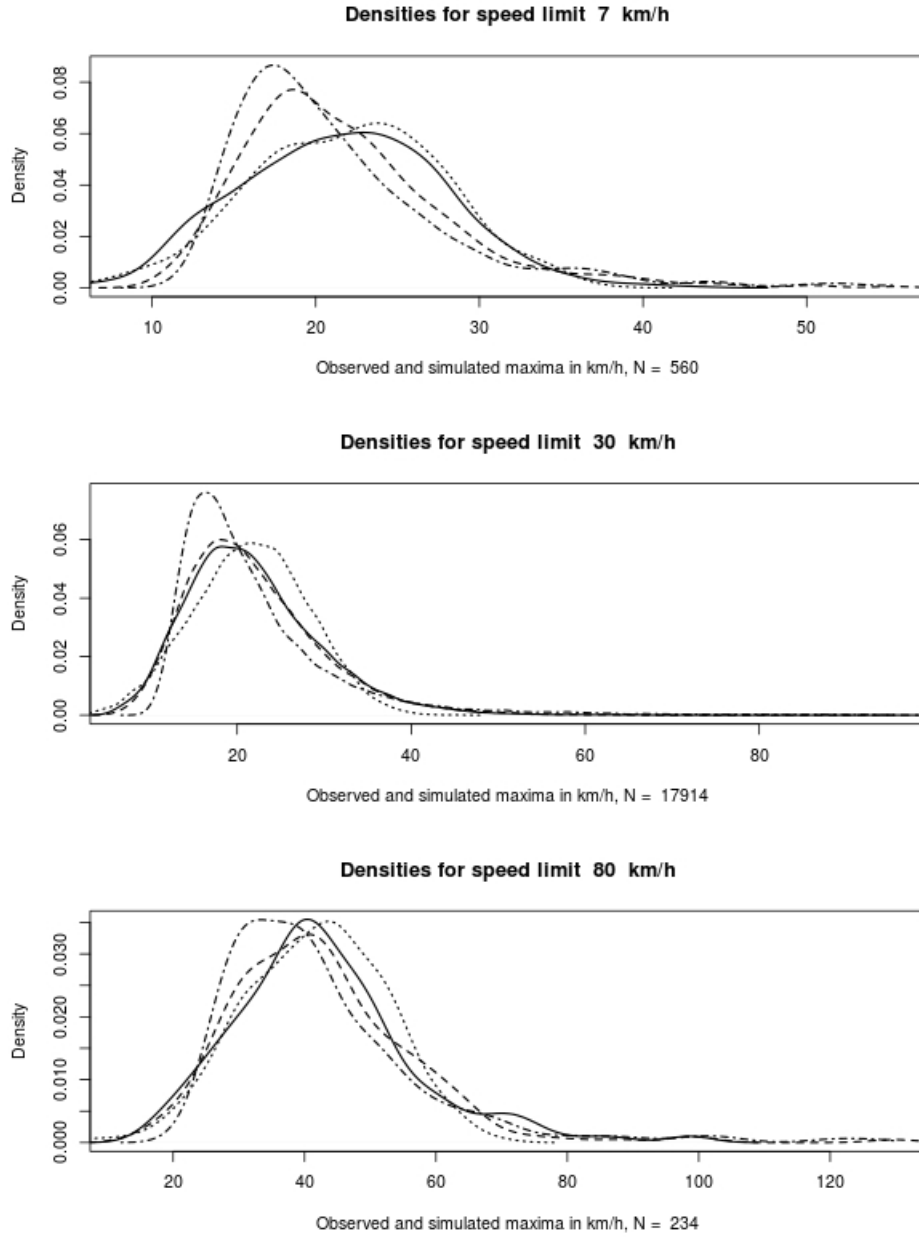 Densities for speed limit 7 km/h
Density
0.00 0.02 0.04 0.06 0.08
10 20 30 40 50
Observed and simulated maxima in km/h, N = 560
Densities for speed limit 30 km/h
Density
0.00 0.02 0.04 0.06
20 40 60 80
Observed and simulated maxima in km/h, N = 17914
Densities for speed limit 80 km/h
Density
0.000 0.010 0.020 0.030
20 40 60 80 100 120
Observed and simulated maxima in km/h, N = 234